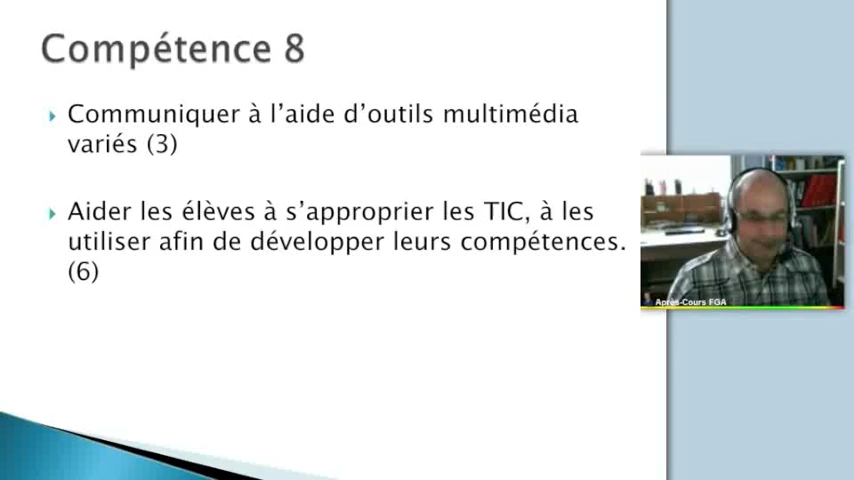 Compétence 8
Communiquer à l'aide d'outils multimédia
variés (3)
Aider les élèves à s'approprier les TIC, à les
utiliser afin de développer leurs compétences.
(6)
Après-Cours FGA